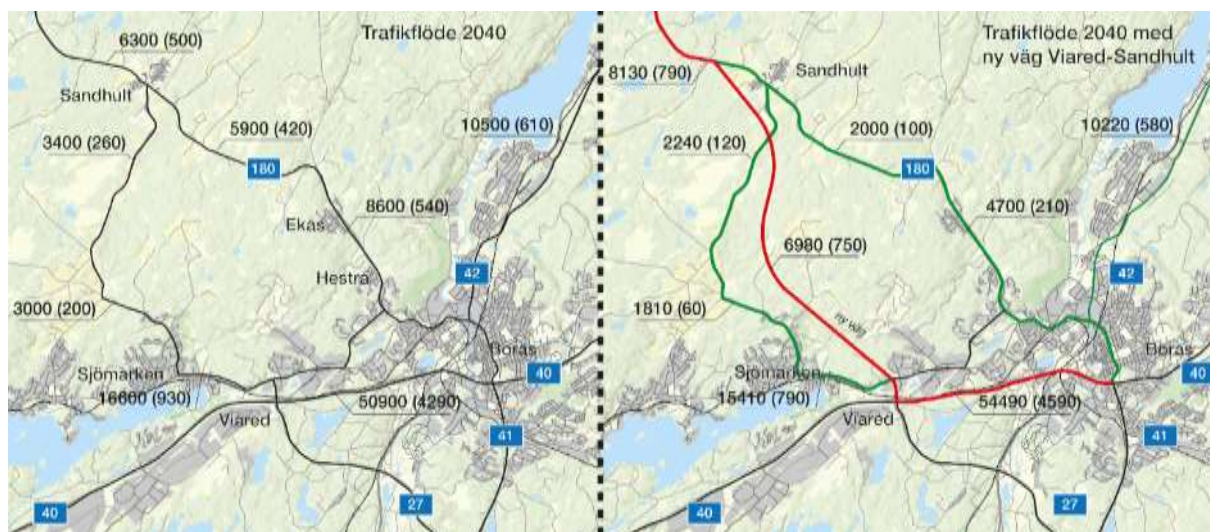 Trafikflöde 2040
6300 (500)
Sandhult
3400 (260)
5900 (420)
10500 (610)
180
8600 (540)
Ekås
Hestra
42
3000 (200)
Borås
Sjömarken
40
16600 (930)
50900 (4290)
Viared
41
27
40
Trafikflöde 2040 med
ny väg Viared-Sandhult
8130 (790)
Sandhult
2240 (120)
2000 (100)
10220 (580)
180
4700 (210)
6980 (750)
42
1810 (60)
ny väg
Borås
Sjömarken
40
15410 (790)
54490 (4590)
Viared
41
27
40